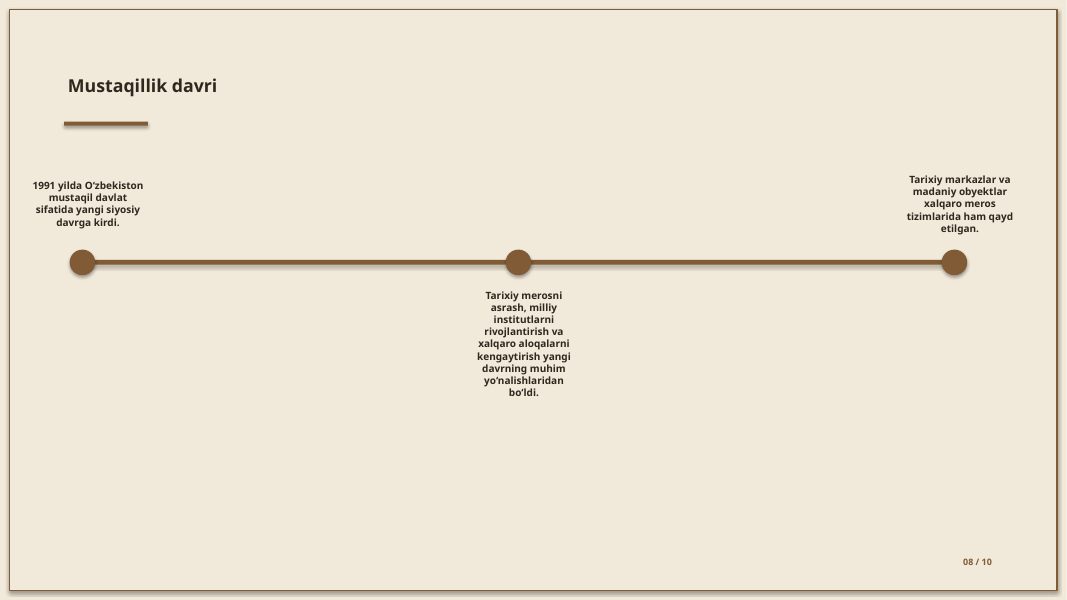 Mustaqillik davri
1991 yilda O‘zbekiston
mustaqil davlat
sifatida yangi siyosiy
davrga kirdi.
Tarixiy merosni
asrash, milliy
institutlarni
rivojlantirish va
xalqaro aloqalarni
kengaytirish yangi
davrning muhim
yo‘nalishlaridan
bo‘ldi.
Tarixiy markazlar va
madaniy obyektlar
xalqaro meros
tizimlarida ham qayd
etilgan.
08 / 10